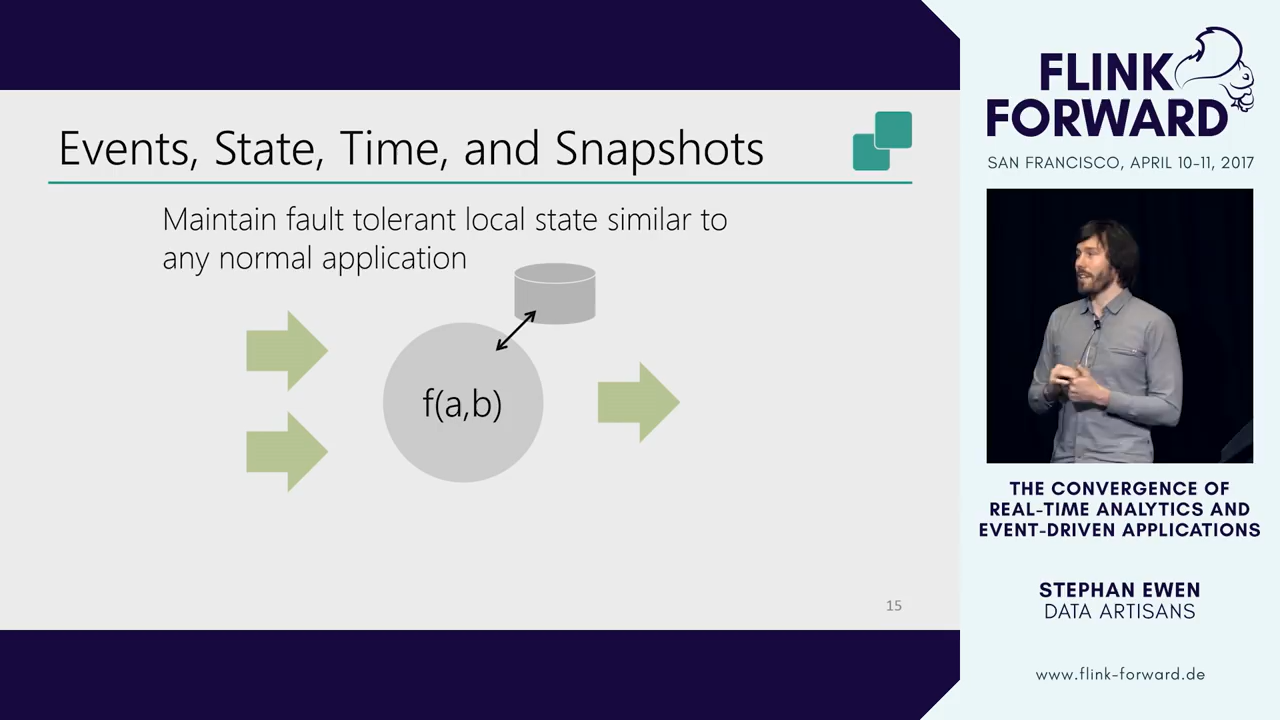 Events, State, Time, and Snapshots
Maintain fault tolerant local state similar to
any normal application
f(a,b)
15
FLINK
FORWARD
SAN FRANCISCO, APRIL 10-11, 2017
THE CONVERGENCE OF
REAL-TIME ANALYTICS AND
EVENT-DRIVEN APPLICATIONS
STEPHAN EWEN
DATA ARTISANS
www.flink-forward.de